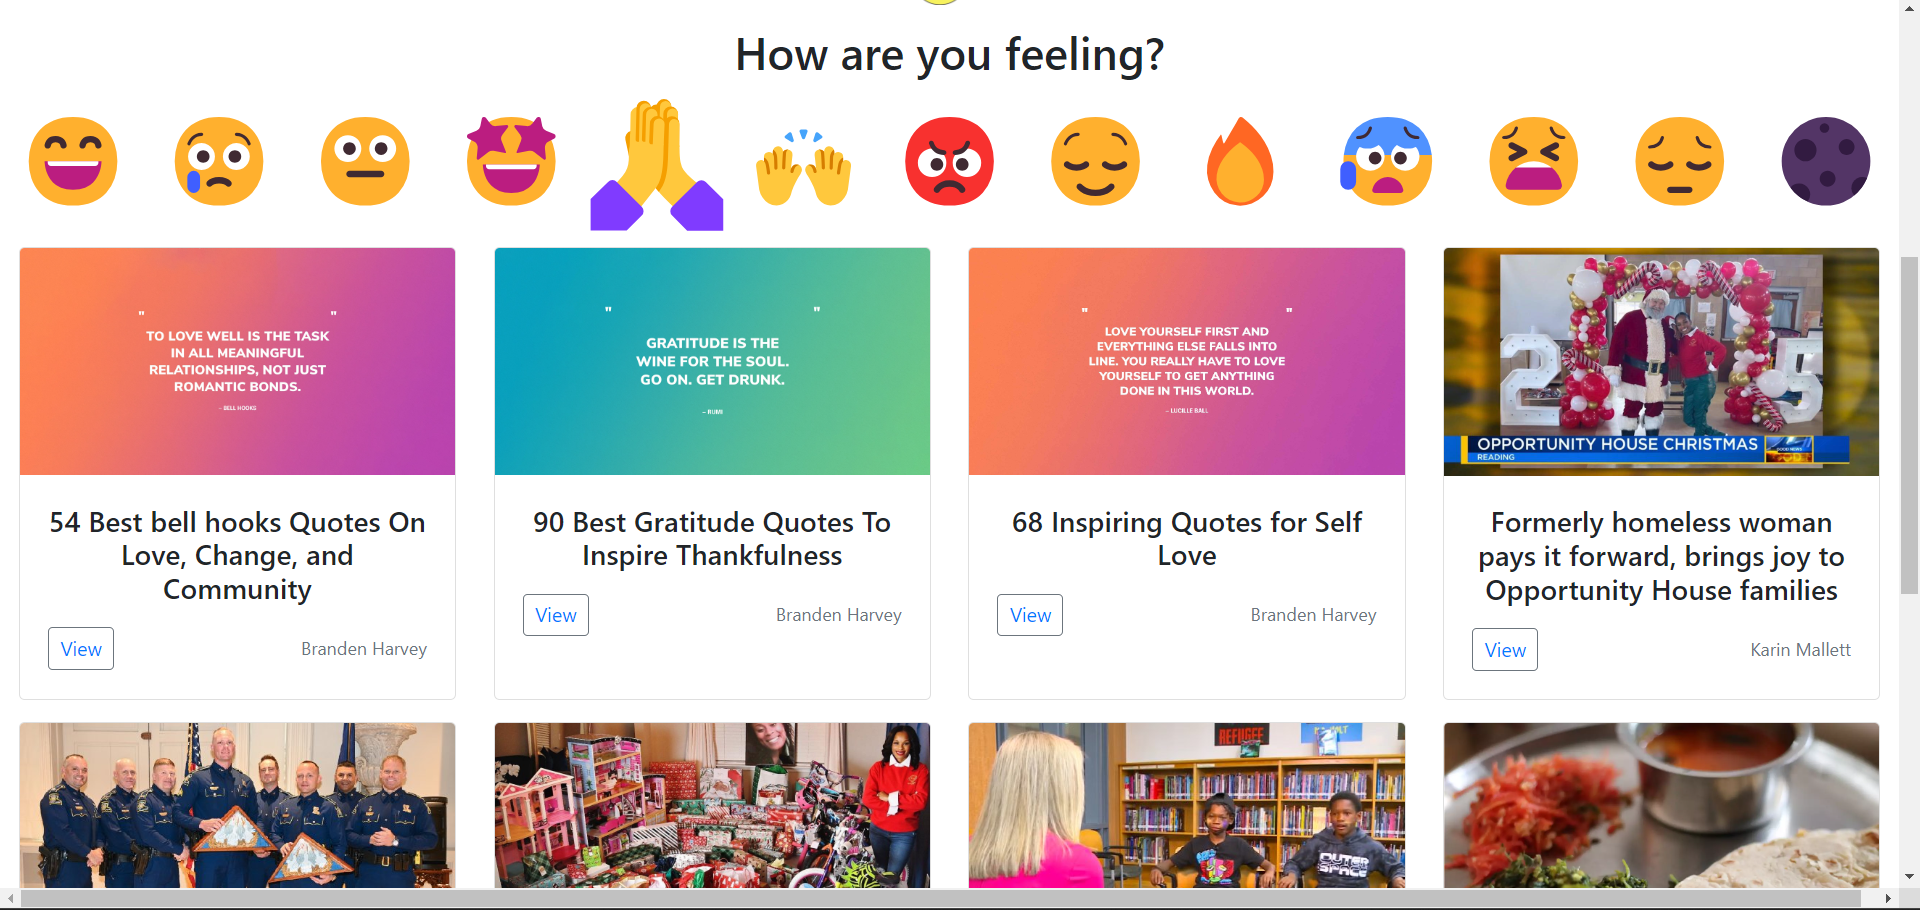 How are you feeling?
" "
TO LOVE WELL IS THE TASK
IN ALL MEANINGFUL
RELATIONSHIPS, NOT JUST
ROMANTIC BONDS.
– BELL HOOKS
" "
GRATITUDE IS THE
WINE FOR THE SOUL.
GO ON. GET DRUNK.
– RUMI
" "
LOVE YOURSELF FIRST AND
EVERYTHING ELSE FALLS INTO
LINE. YOU REALLY HAVE TO LOVE
YOURSELF TO GET ANYTHING
DONE IN THIS WORLD.
– LUCILLE BALL
2 5
OPPORTUNITY HOUSE CHRISTMAS
READING
GOOD NEWS
54 Best bell hooks Quotes On
Love, Change, and
Community
View
Branden Harvey
90 Best Gratitude Quotes To
Inspire Thankfulness
View
Branden Harvey
68 Inspiring Quotes for Self
Love
View
Branden Harvey
Formerly homeless woman
pays it forward, brings joy to
Opportunity House families
View
Karin Mallett
REFUGEE
OUTER
SPACE